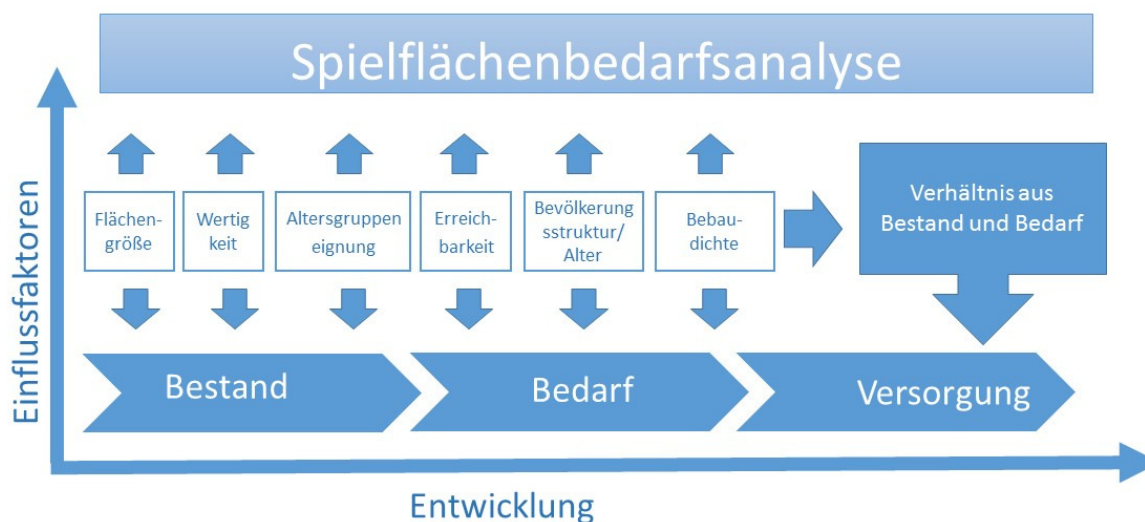 Spielflächenbedarfsanalyse
Einflussfaktoren
Flächen-
größe
Wertig
keit
Altersgruppen
eignung
Erreich-
barkeit
Bevölkerung
sstruktur/
Alter
Bebau-
dichte
Verhältnis aus
Bestand und Bedarf
Bestand
Bedarf
Versorgung
Entwicklung